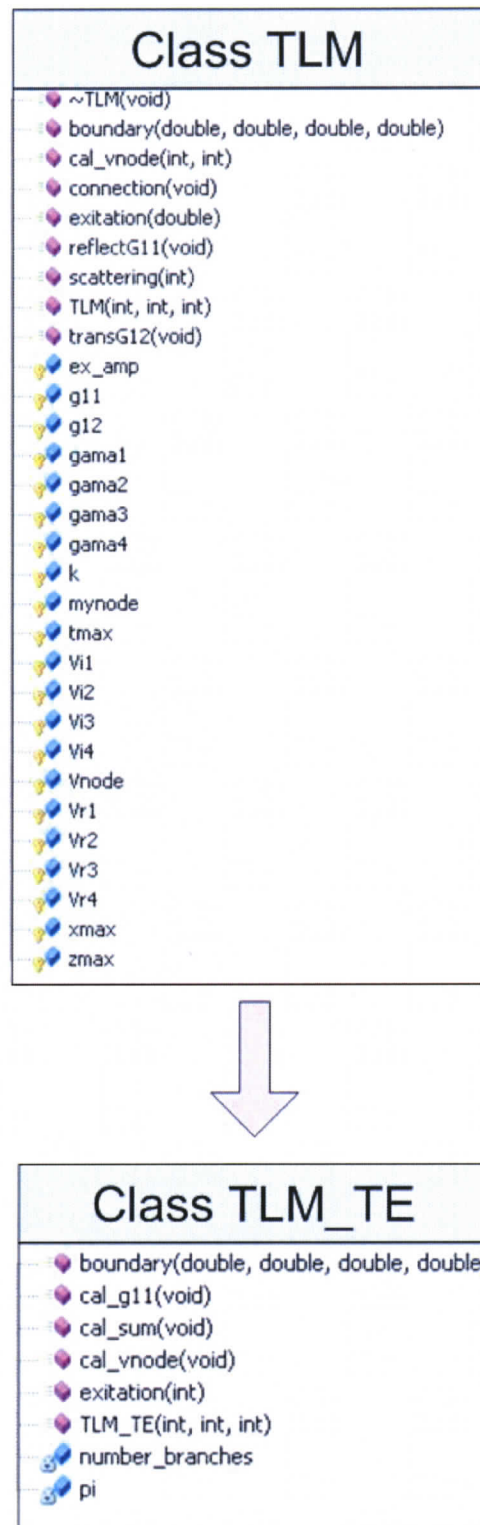 Class TLM
~TLM(void)
boundary(double, double, double, double)
cal_vnode(int, int)
connection(void)
exitation(double)
reflectG11(void)
scattering(int)
TLM(int, int, int)
transG12(void)
ex_amp
g11
g12
gama1
gama2
gama3
gama4
k
mynode
tmax
Vi1
Vi2
Vi3
Vi4
Vnode
Vr1
Vr2
Vr3
Vr4
xmax
zmax
Class TLM_TE
boundary(double, double, double, double
cal_g11(void)
cal_sum(void)
cal_vnode(void)
exitation(int)
TLM_TE(int, int, int)
number_branches
pi